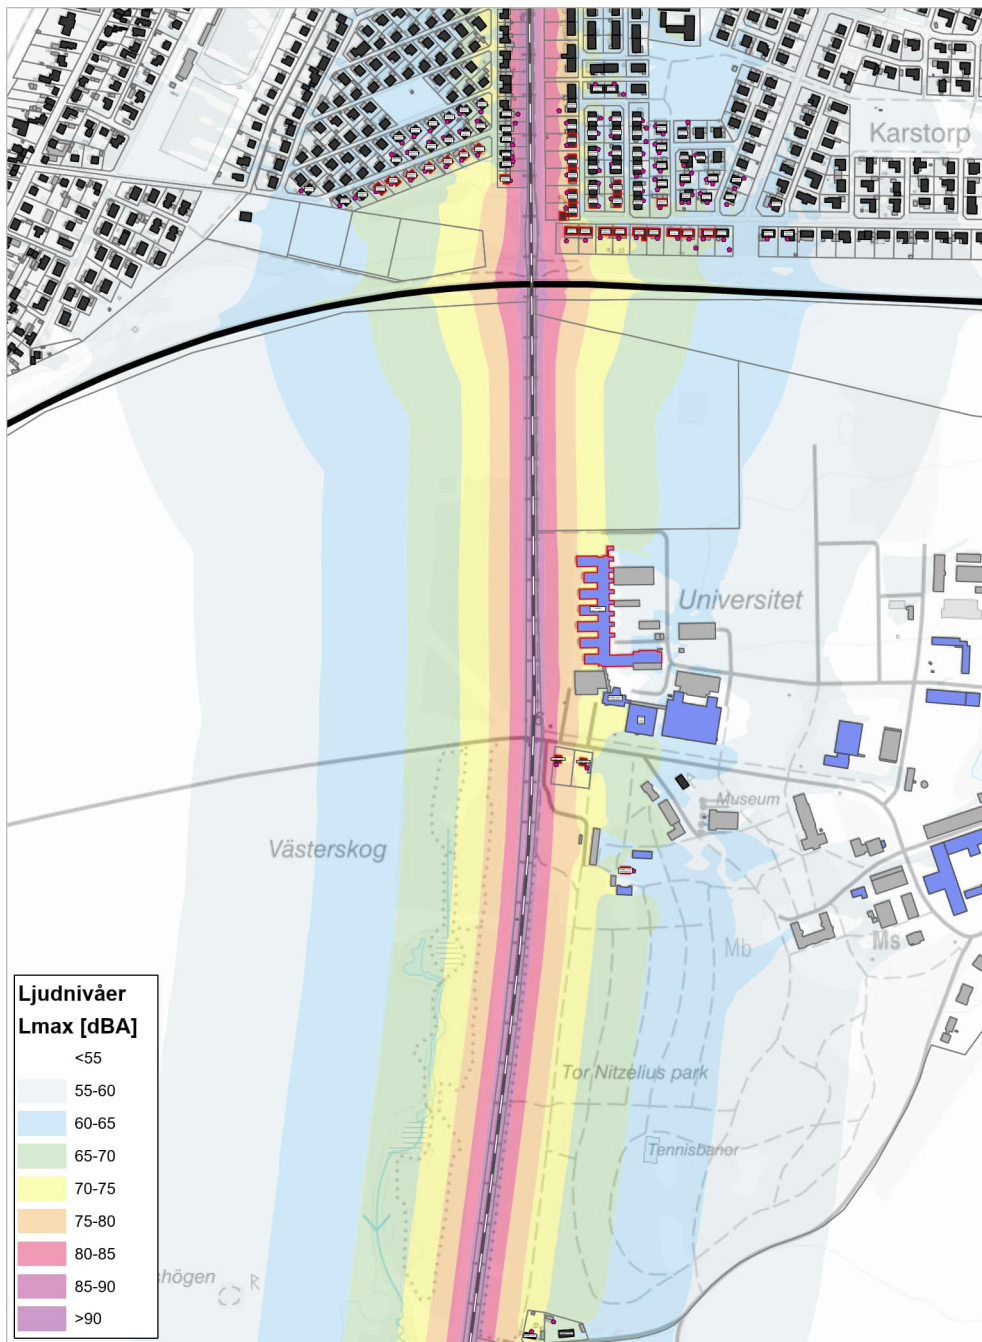 Karstorp
Universitet
Museum
Västerskog
Mb
Ms
Tor Nitzelius park
Tennisbanor
shögen
R
Ljudnivåer
Lmax [dBA]
<55
55-60
60-65
65-70
70-75
75-80
80-85
85-90
>90